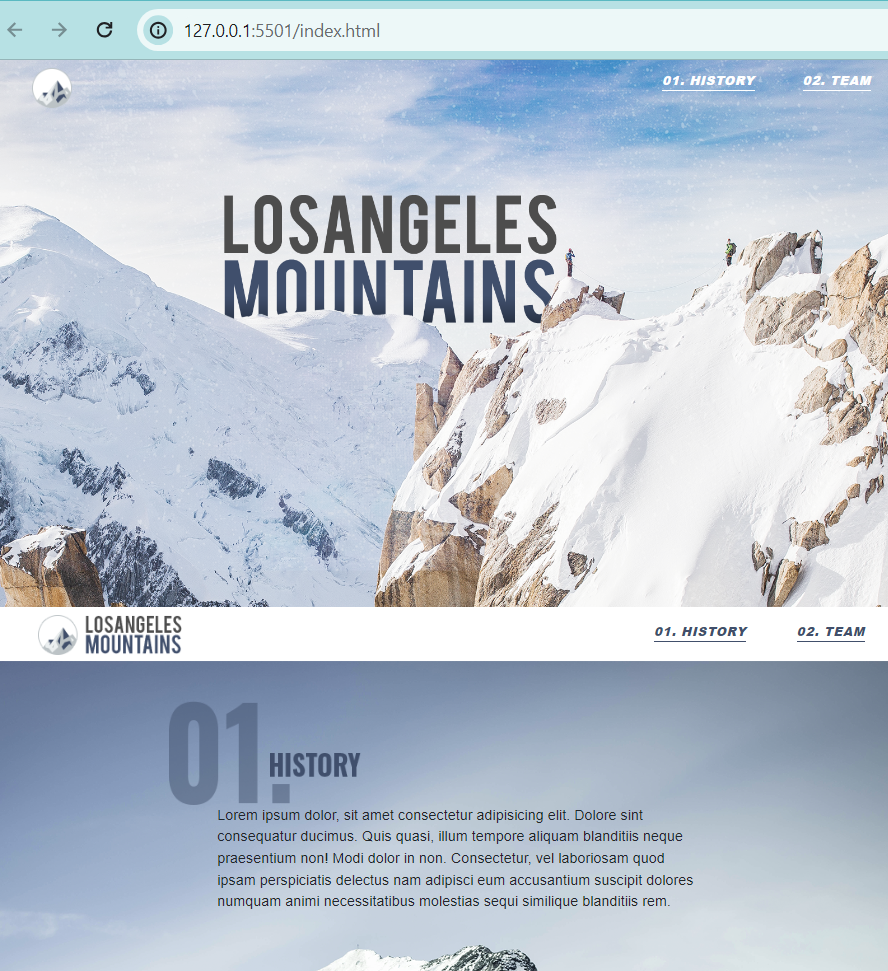 127.0.0.1:5501/index.html
01. HISTORY
02. TEAM
LOSANGELES
MOUNTAINS
LOSANGELES
MOUNTAINS
01. HISTORY
02. TEAM
01.
HISTORY
Lorem ipsum dolor, sit amet consectetur adipisicing elit. Dolore sint
consequatur ducimus. Quis quasi, illum tempore aliquam blanditiis neque
praesentium non! Modi dolor in non. Consectetur, vel laboriosam quod
ipsam perspiciatis delectus nam adipisci eum accusantium suscipit dolores
numquam animi necessitatibus molestias sequi similique blanditiis rem.